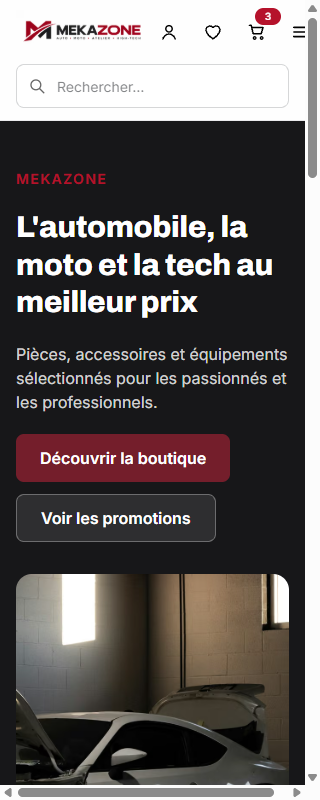 MEKAZONE
AUTO • MOTO • ATELIER • HIGH-TECH
3
Rechercher...
MEKAZONE
L'automobile, la
moto et la tech au
meilleur prix
Pièces, accessoires et équipements
sélectionnés pour les passionnés et
les professionnels.
Découvrir la boutique
Voir les promotions